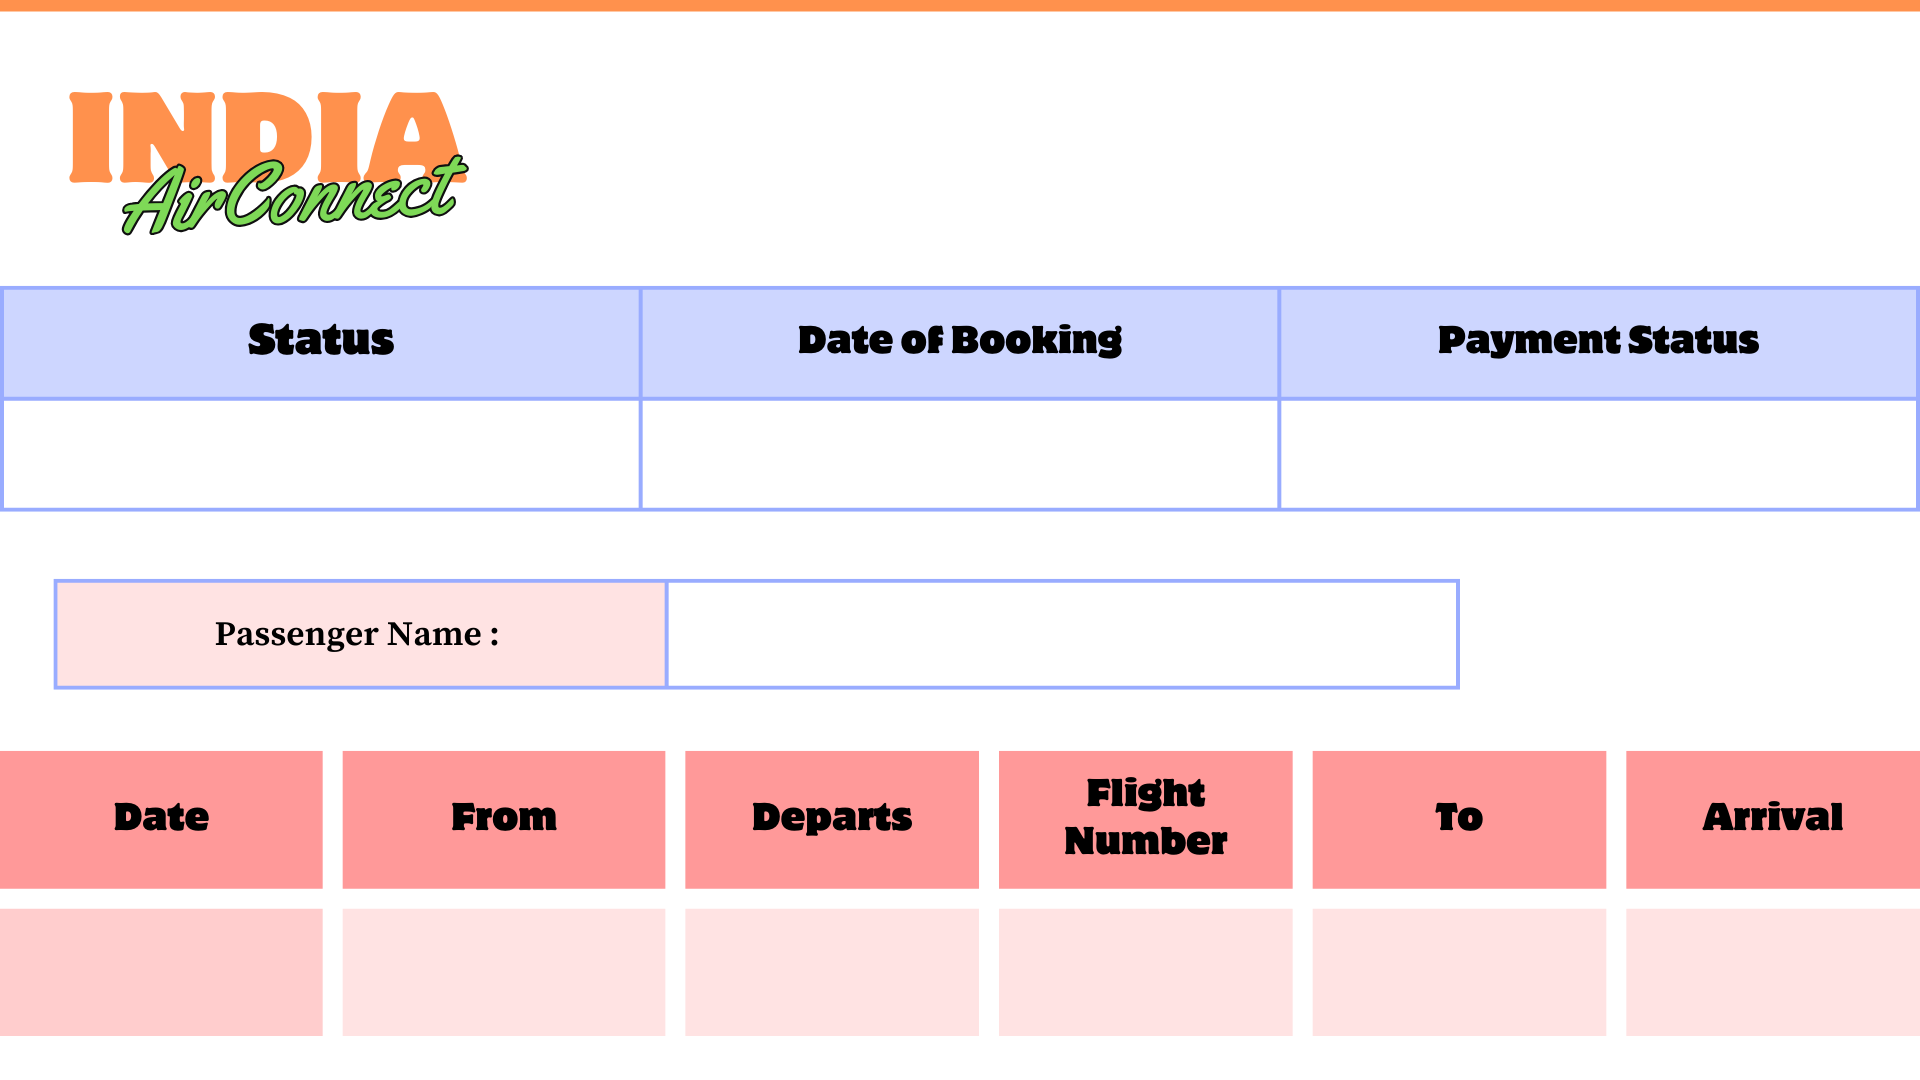 INDIA
AirConnect
Status Date of Booking Payment Status
Passenger Name :
Date From Departs Flight Number To Arrival